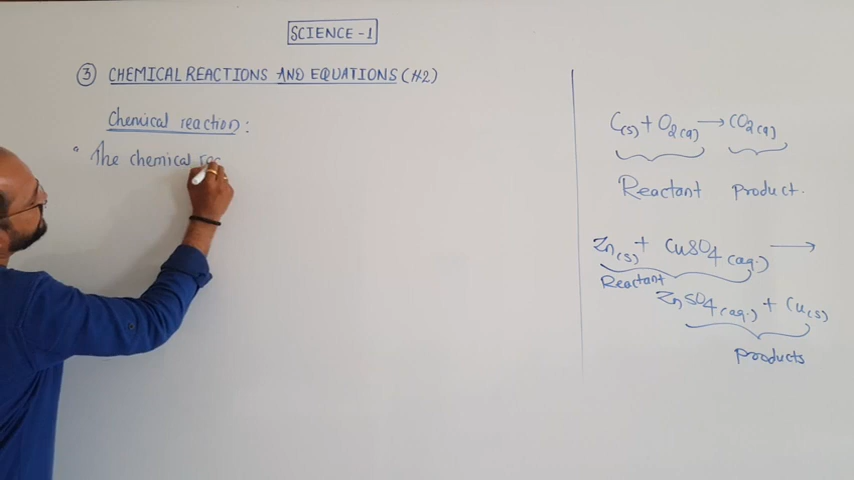 SCIENCE-1
③ CHEMICAL REACTIONS AND EQUATIONS (#2)
Chemical reaction:
° The chemical rea
C(s) + O2(g) → CO2(g)
Reactant product.
Zn(s) + CuSO4(aq.) →
Reactant
ZnSO4(aq.) + Cu(s)
products